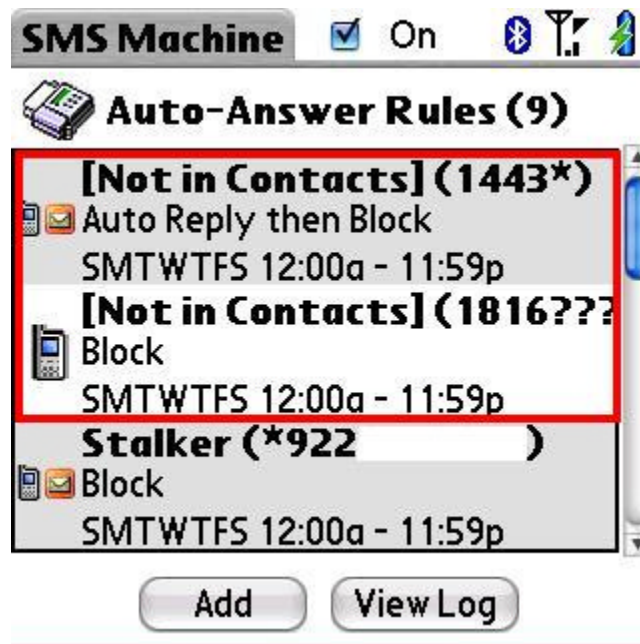 SMS Machine On
Auto-Answer Rules (9)
[Not in Contacts] (1443*)
Auto Reply then Block
SMTWTFS 12:00a - 11:59p
[Not in Contacts] (1816???
Block
SMTWTFS 12:00a - 11:59p
Stalker (*922 )
Block
SMTWTFS 12:00a - 11:59p
Add View Log